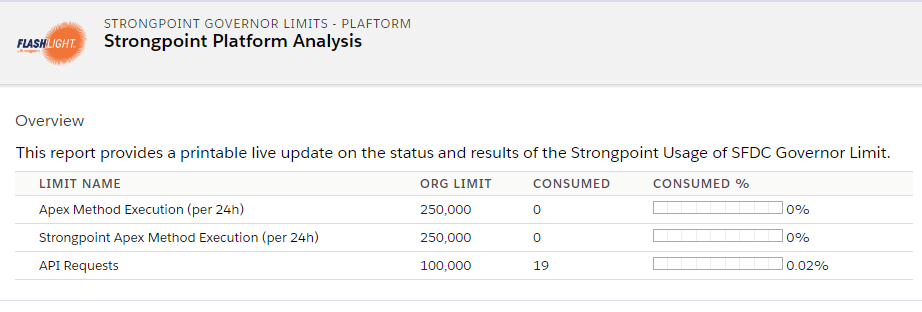 STRONGPOINT GOVERNOR LIMITS - PLAFTORM
FLASHLIGHT
Strongpoint Platform Analysis
Overview
This report provides a printable live update on the status and results of the Strongpoint Usage of SFDC Governor Limit.
LIMIT NAME ORG LIMIT CONSUMED CONSUMED %
Apex Method Execution (per 24h) 250,000 0 0%
Strongpoint Apex Method Execution (per 24h) 250,000 0 0%
API Requests 100,000 19 0.02%